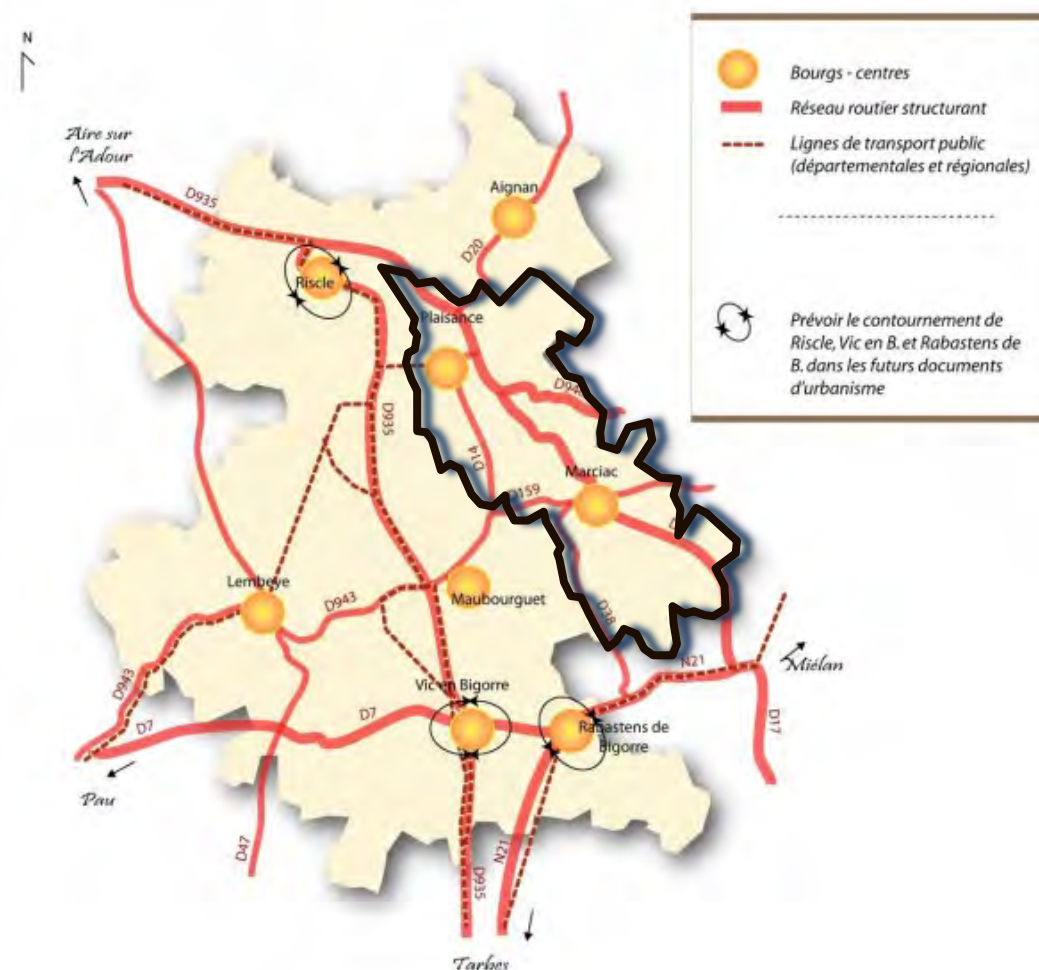 N
Bourgs - centres
Réseau routier structurant
Lignes de transport public
(départementales et régionales)
Prévoir le contournement de
Riscle, Vic en B. et Rabastens de
B. dans les futurs documents
d'urbanisme
Aire sur
l'Adour
D935
Aignan
D20
Riscle
Plaisance
D935
D14
Marciac
D159
Lembeye
D943
Maubourguet
D38
Miélan
N21
D943
Vic en Bigorre
D7
D7
Rabastens de
Bigorre
D17
Pau
D47
D935
N21
Tarbes